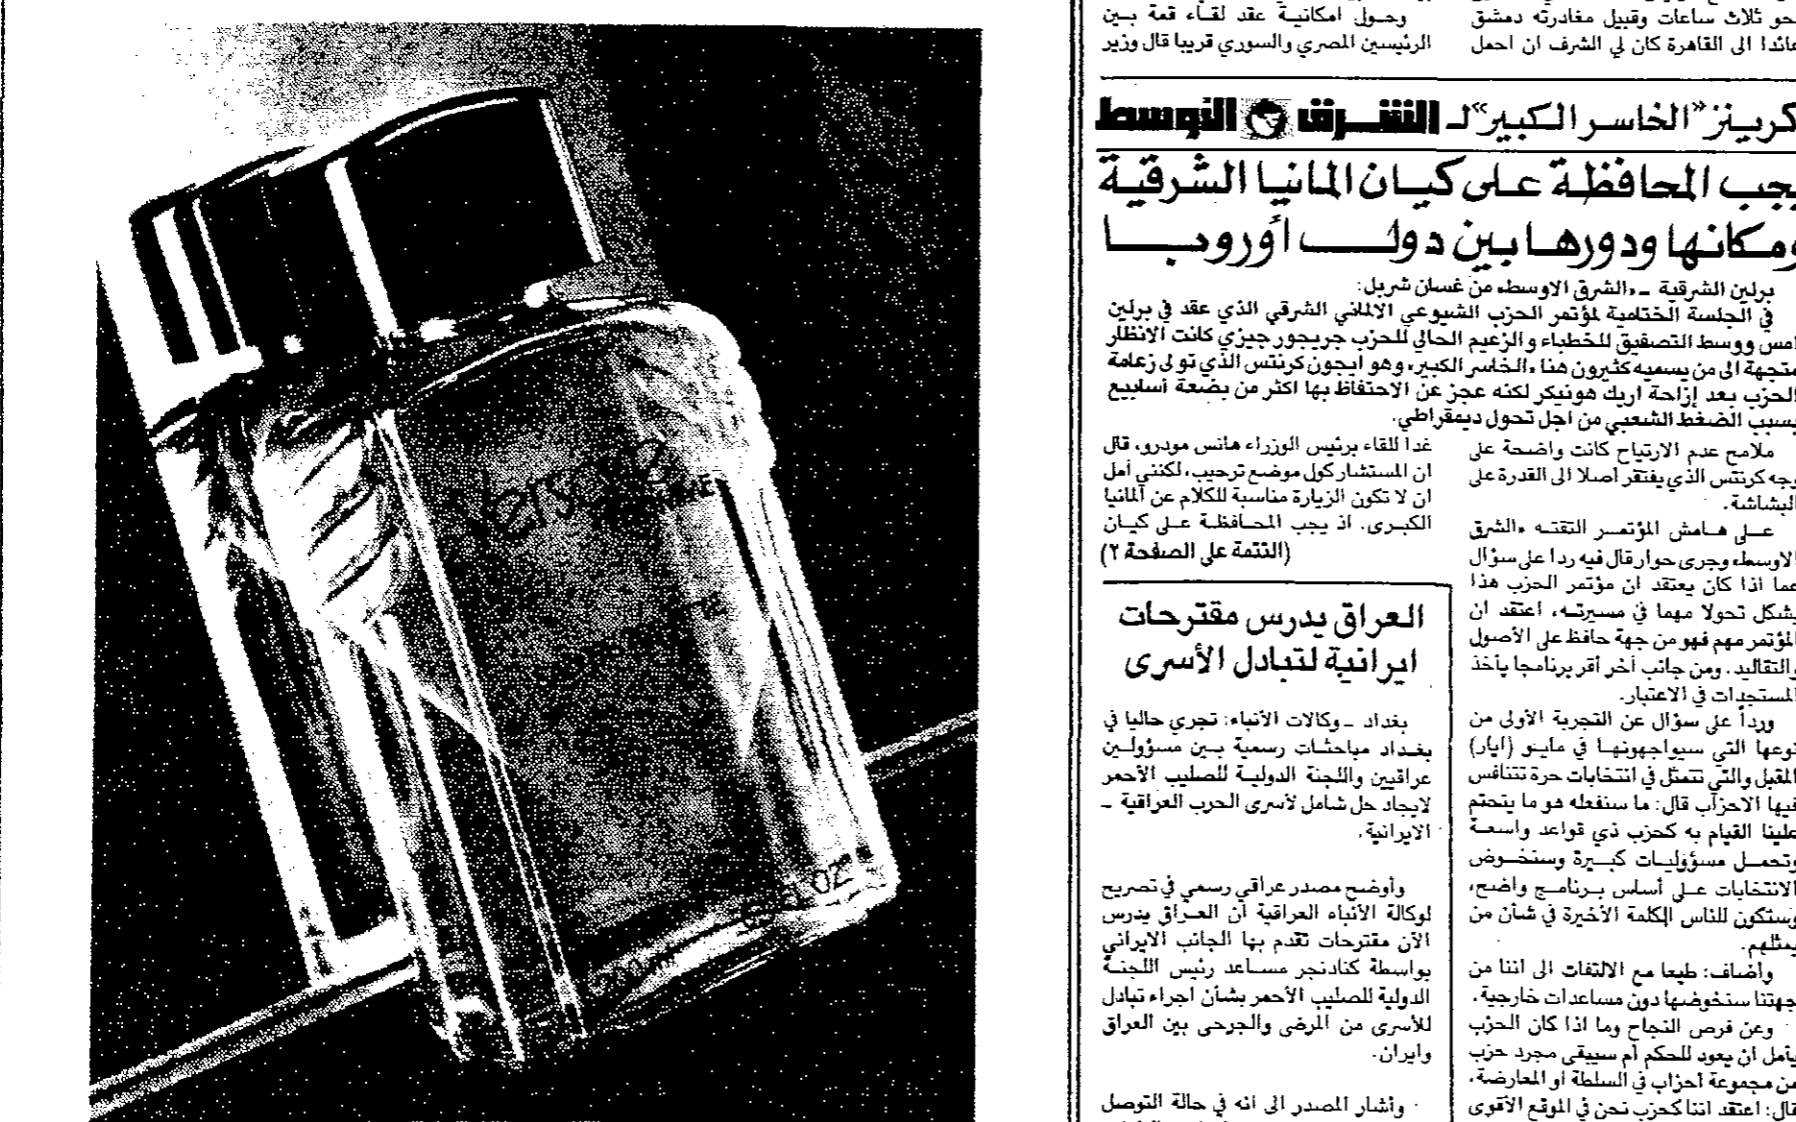 نحو ثلاث ساعات وقبيل مغادرته دمشق
عائدا الى القاهرة كان لي الشرف ان احمل
وحول امكانية عقد لقاء قمة بين
الرئيسين المصري والسوري قريبا قال وزير
كرينز "الخاسر الكبير" لـ الشرق الاوسط
يجب المحافظة على كيان المانيا الشرقية
ومكانها ودورها بين دول أوروبا
برلين الشرقية ـ «الشرق الاوسط» من غسان شربل:
في الجلسة الختامية لمؤتمر الحزب الشيوعي الالماني الشرقي الذي عقد في برلين
امس ووسط التصفيق للخطباء والزعيم الحالي للحزب جريجور جيزي كانت الانظار
متجهة الى من يسميه كثيرون هنا «الخاسر الكبير» وهو ايجون كرنتس الذي تولى زعامة
الحزب بعد إزاحة اريك هونيكر لكنه عجز عن الاحتفاظ بها اكثر من بضعة أسابيع
بسبب الضغط الشعبي من اجل تحول ديمقراطي.
ملامح عدم الارتياح كانت واضحة على
وجه كرنتس الذي يفتقر أصلا الى القدرة على
البشاشة.
على هامش المؤتمر التقته «الشرق
الاوسط» وجرى حوار قال فيه ردا على سؤال
عما اذا كان يعتقد ان مؤتمر الحزب هذا
يشكل تحولا مهما في مسيرته، اعتقد ان
المؤتمر مهم فهو من جهة حافظ على الأصول
والتقاليد. ومن جانب آخر أقر برنامجا يأخذ
المستجدات في الاعتبار.
ورداً على سؤال عن التجربة الأولى من
نوعها التي سيواجهونها في مايو (ايار)
المقبل والتي تتمثل في انتخابات حرة تتنافس
فيها الاحزاب قال: ما سنفعله هو ما يتحتم
علينا القيام به كحزب ذي قواعد واسعة
وتحمل مسؤوليات كبيرة وسنخوض
الانتخابات على أساس برنامج واضح،
وستكون للناس الكلمة الأخيرة في شأن من
يمثلهم.
وأضاف: طبعا مع الالتفات الى اننا من
جهتنا سنخوضها دون مساعدات خارجية.
وعن فرص النجاح وما اذا كان الحزب
يأمل ان يعود للحكم أم سيبقى مجرد حزب
من مجموعة أحزاب في السلطة او المعارضة.
قال: اعتقد اننا كحزب نحن في الموقع الأقوى
غدا للقاء برئيس الوزراء هانس مودرو، قال
ان المستشار كول موضع ترحيب، لكنني أمل
ان لا تكون الزيارة مناسبة للكلام عن المانيا
الكبرى. اذ يجب المحافظة على كيان
(التتمة على الصفحة ٢)
العراق يدرس مقترحات
ايرانية لتبادل الأسرى
بغداد ـ وكالات الأنباء: تجري حاليا في
بغداد مباحثات رسمية بين مسؤولين
عراقيين واللجنة الدولية للصليب الأحمر
لايجاد حل شامل لأسرى الحرب العراقية ـ
الايرانية.
وأوضح مصدر عراقي رسمي في تصريح
لوكالة الأنباء العراقية ان العراق يدرس
الآن مقترحات تقدم بها الجانب الايراني
بواسطة كنادنجر مساعد رئيس اللجنة
الدولية للصليب الأحمر بشأن اجراء تبادل
للأسرى من المرضى والجرحى بين العراق
وايران.
وأشار المصدر الى انه في حالة التوصل